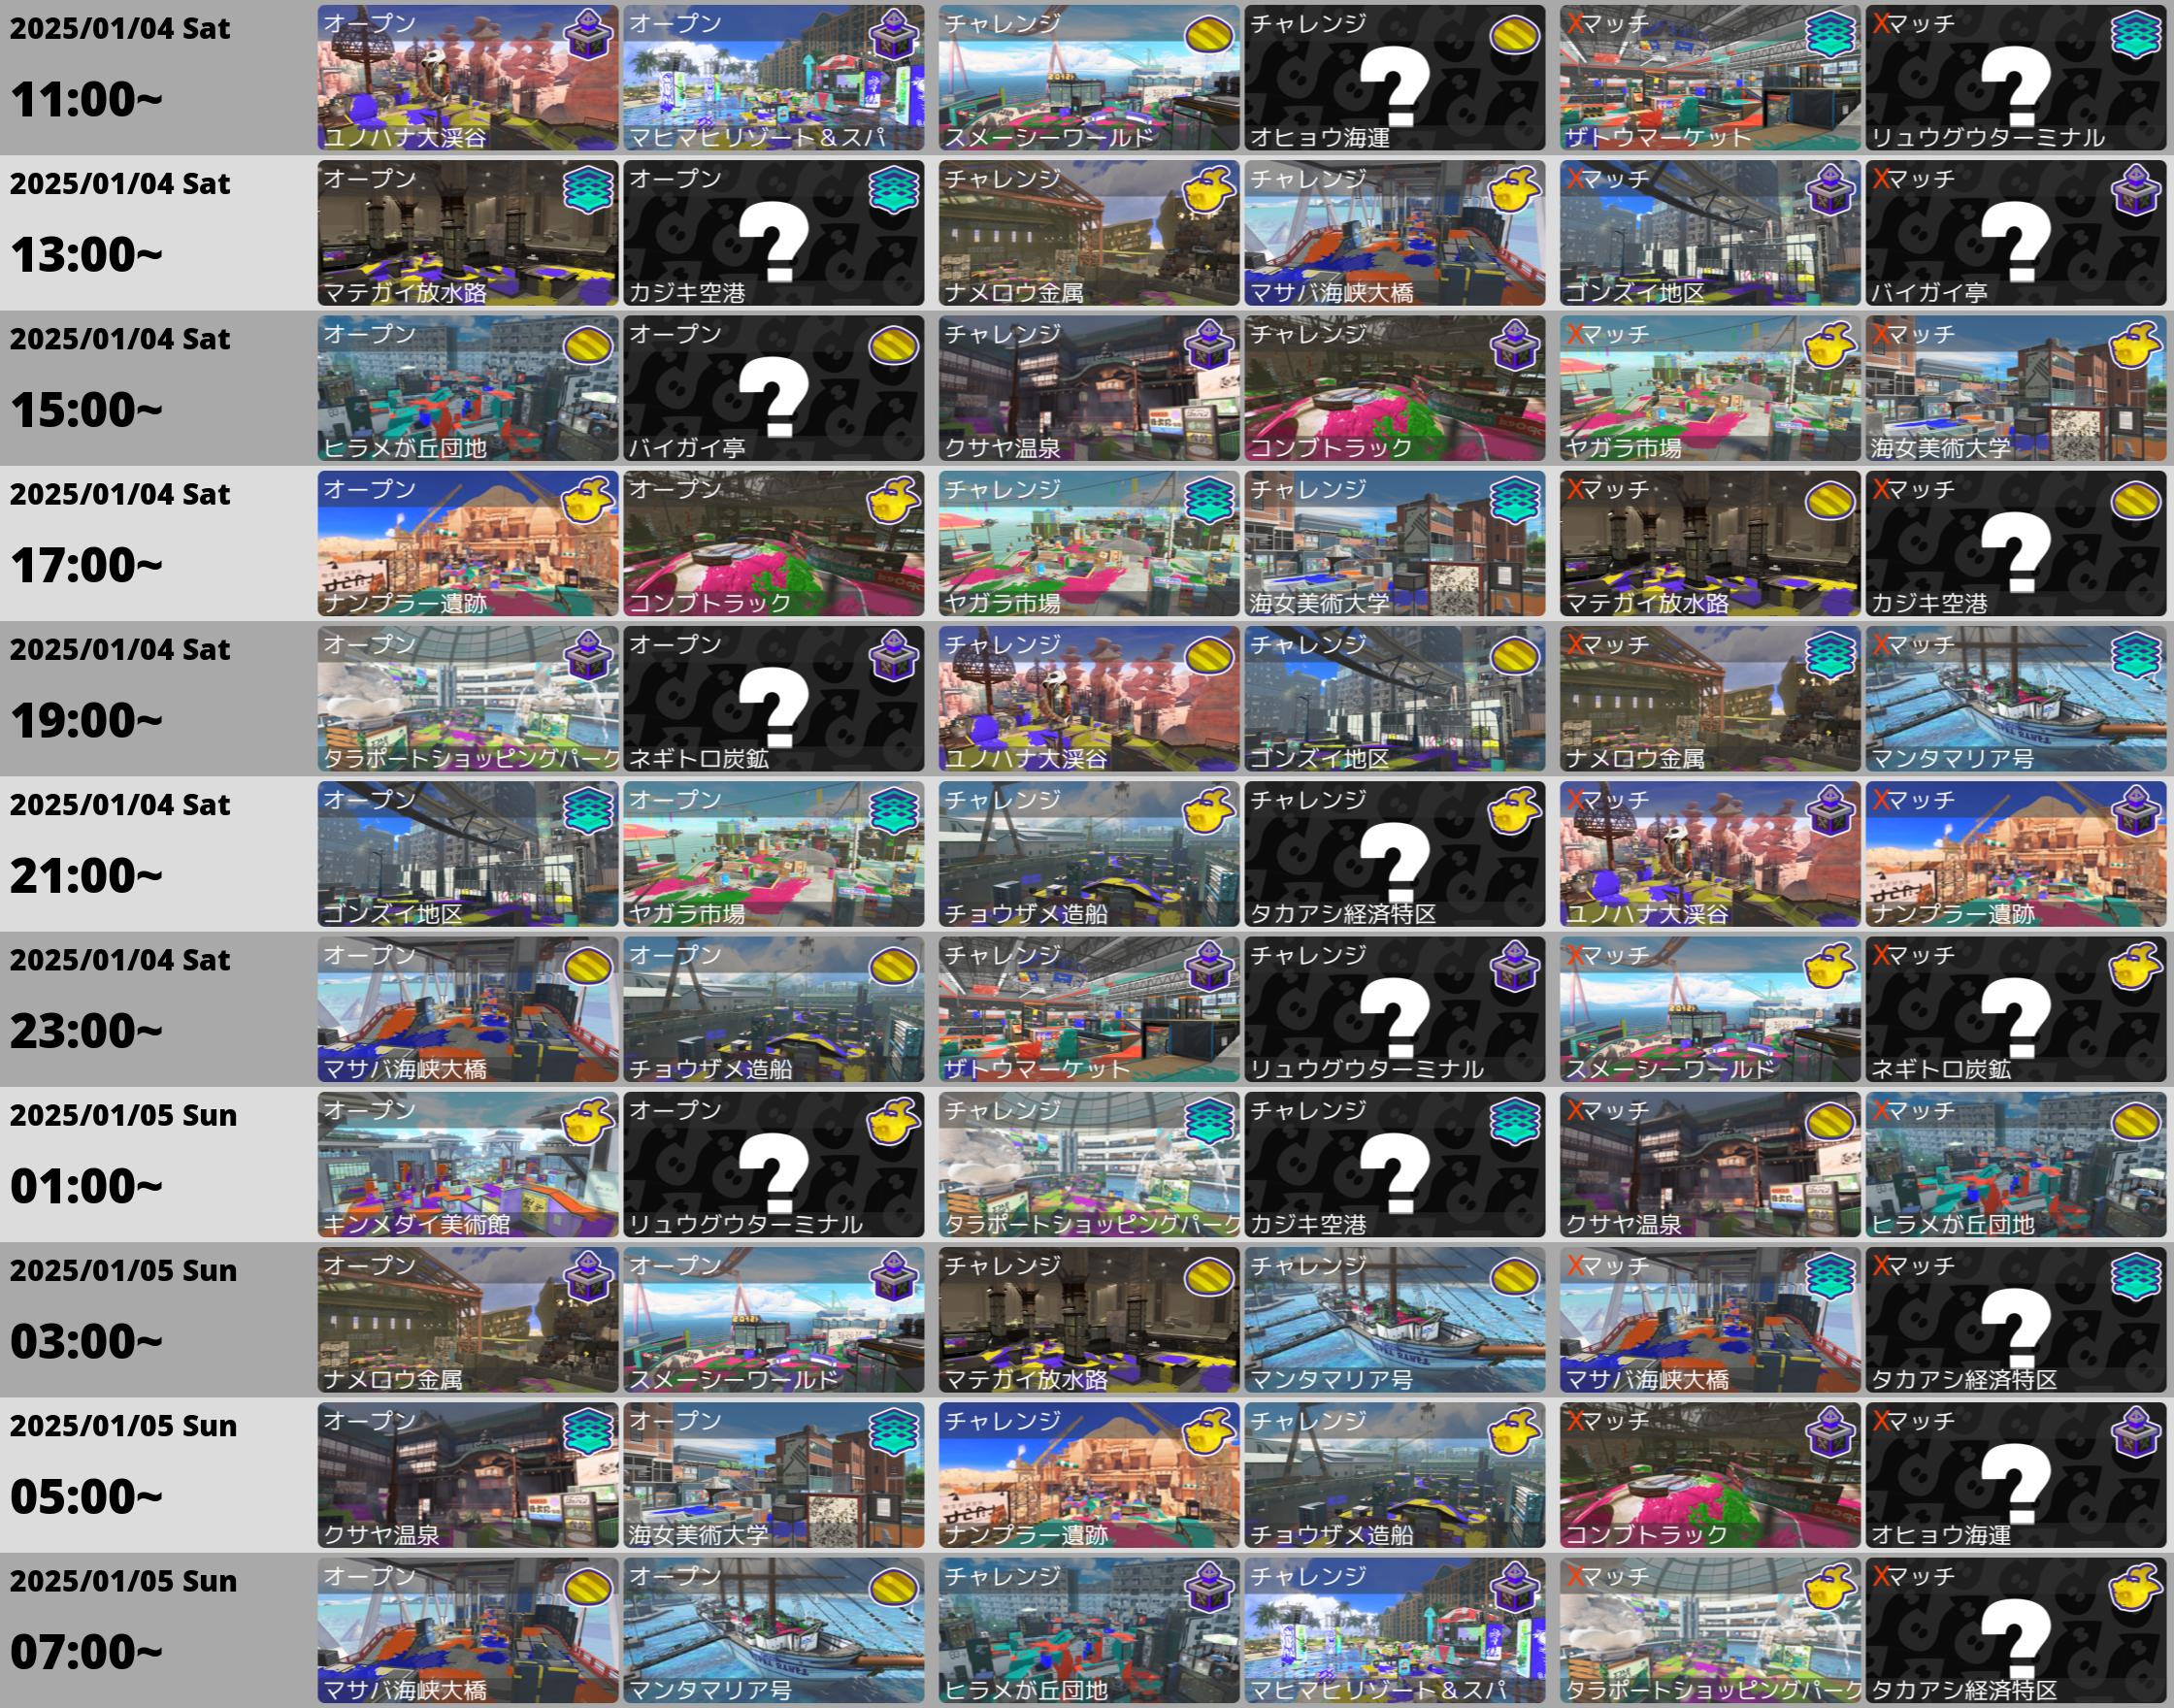 2025/01/04 Sat
11:00~
オープン
ユノハナ大渓谷
オープン
マヒマヒリゾート＆スパ
チャレンジ
スメーシーワールド
チャレンジ
オヒョウ海運
Xマッチ
ザトウマーケット
Xマッチ
リュウグウターミナル
2025/01/04 Sat
13:00~
オープン
マテガイ放水路
オープン
カジキ空港
チャレンジ
ナメロウ金属
チャレンジ
マサバ海峡大橋
Xマッチ
ゴンズイ地区
Xマッチ
バイガイ亭
2025/01/04 Sat
15:00~
オープン
ヒラメが丘団地
オープン
バイガイ亭
チャレンジ
クサヤ温泉
チャレンジ
コンブトラック
Xマッチ
ヤガラ市場
Xマッチ
海女美術大学
2025/01/04 Sat
17:00~
オープン
ナンプラー遺跡
オープン
コンブトラック
チャレンジ
ヤガラ市場
チャレンジ
海女美術大学
Xマッチ
マテガイ放水路
Xマッチ
カジキ空港
2025/01/04 Sat
19:00~
オープン
タラポートショッピングパーク
オープン
ネギトロ炭鉱
チャレンジ
ユノハナ大渓谷
チャレンジ
ゴンズイ地区
Xマッチ
ナメロウ金属
Xマッチ
マンタマリア号
2025/01/04 Sat
21:00~
オープン
ゴンズイ地区
オープン
ヤガラ市場
チャレンジ
チョウザメ造船
チャレンジ
タカアシ経済特区
Xマッチ
ユノハナ大渓谷
Xマッチ
ナンプラー遺跡
2025/01/04 Sat
23:00~
オープン
マサバ海峡大橋
オープン
チョウザメ造船
チャレンジ
ザトウマーケット
チャレンジ
リュウグウターミナル
Xマッチ
スメーシーワールド
Xマッチ
ネギトロ炭鉱
2025/01/05 Sun
01:00~
オープン
キンメダイ美術館
オープン
リュウグウターミナル
チャレンジ
タラポートショッピングパーク
チャレンジ
カジキ空港
Xマッチ
クサヤ温泉
Xマッチ
ヒラメが丘団地
2025/01/05 Sun
03:00~
オープン
ナメロウ金属
オープン
スメーシーワールド
チャレンジ
マテガイ放水路
チャレンジ
マンタマリア号
Xマッチ
マサバ海峡大橋
Xマッチ
タカアシ経済特区
2025/01/05 Sun
05:00~
オープン
クサヤ温泉
オープン
海女美術大学
チャレンジ
ナンプラー遺跡
チャレンジ
チョウザメ造船
Xマッチ
コンブトラック
Xマッチ
オヒョウ海運
2025/01/05 Sun
07:00~
オープン
マサバ海峡大橋
オープン
マンタマリア号
チャレンジ
ヒラメが丘団地
チャレンジ
マヒマヒリゾート＆スパ
Xマッチ
タラポートショッピングパーク
Xマッチ
タカアシ経済特区